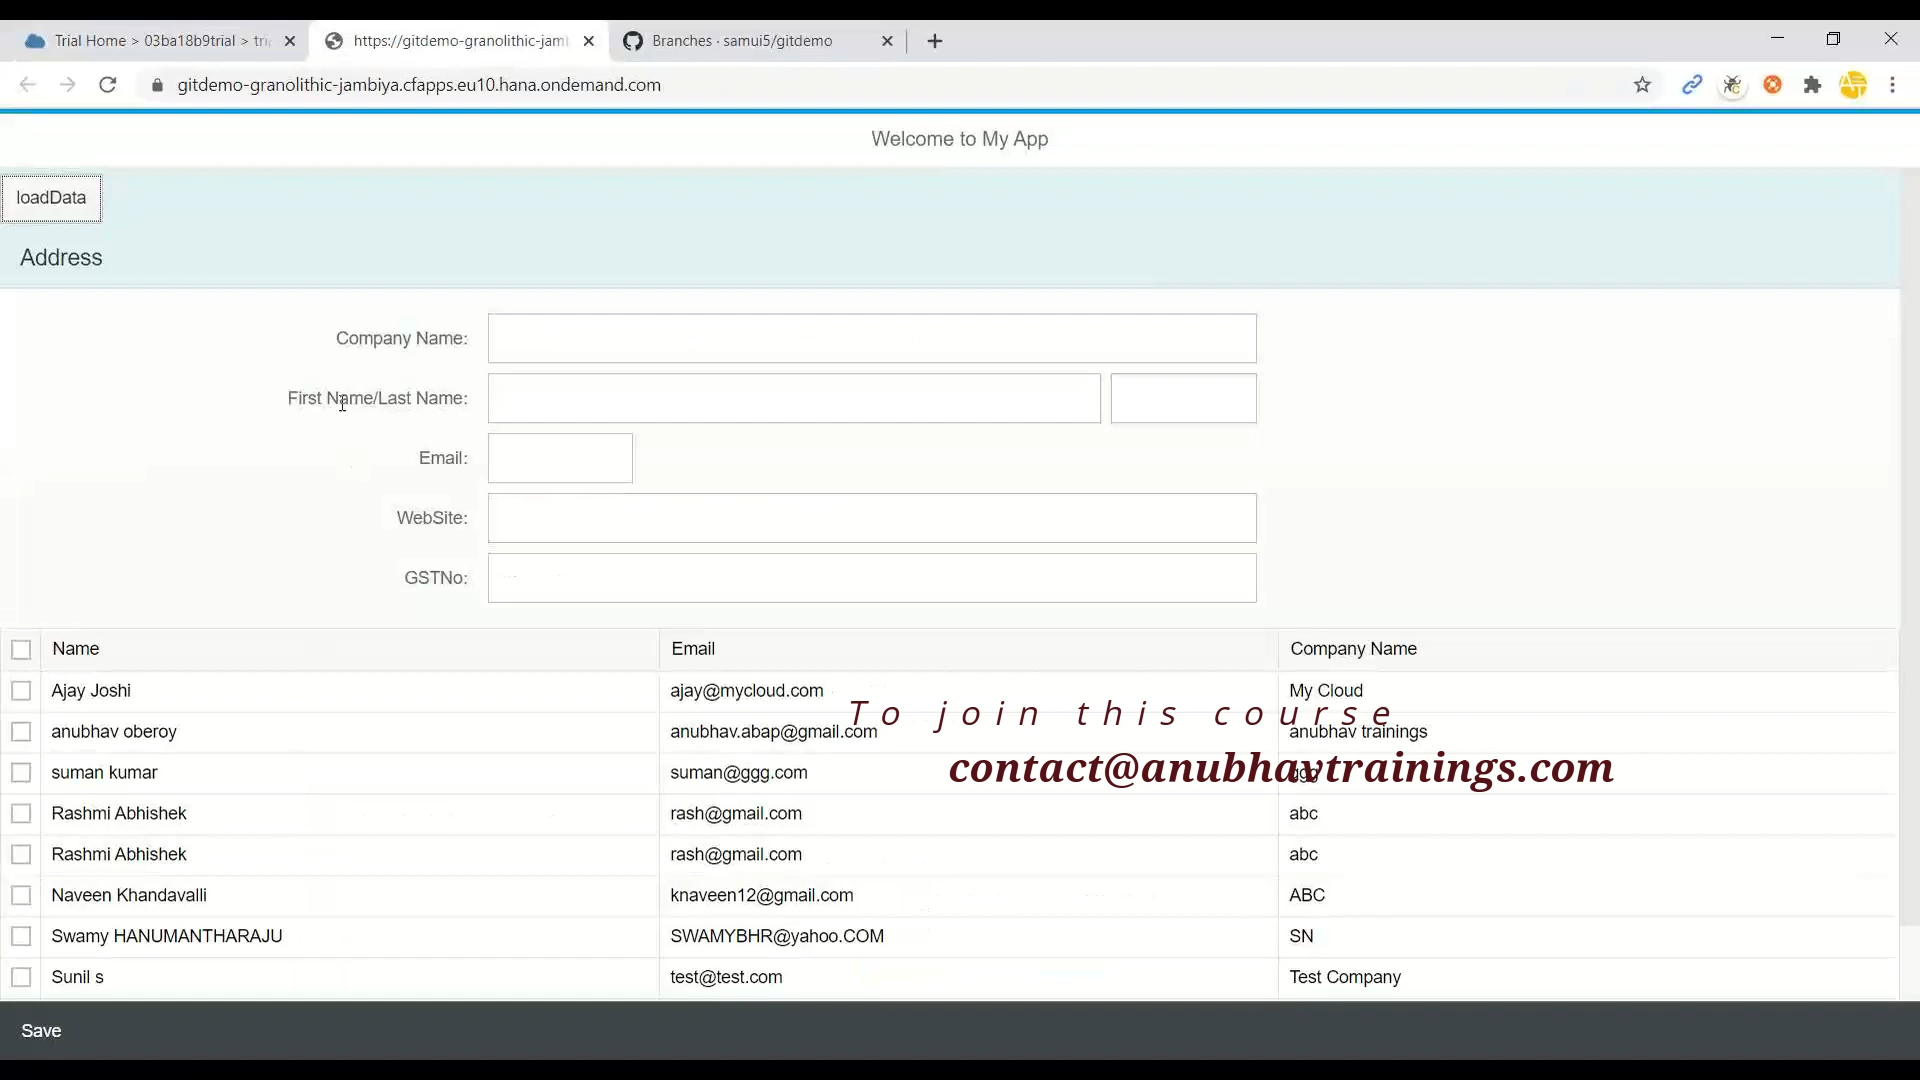 Trial Home > 03ba18b9trial > tri
https://gitdemo-granolithic-jam
Branches · samui5/gitdemo
gitdemo-granolithic-jambiya.cfapps.eu10.hana.ondemand.com
Welcome to My App
loadData
Address
Company Name:
First Name/Last Name:
Email:
WebSite:
GSTNo:
Name Email Company Name
Ajay Joshi ajay@mycloud.com My Cloud
To join this course
anubhav oberoy anubhav.abap@gmail.com anubhav trainings
suman kumar suman@ggg.com ggg
contact@anubhavtrainings.com
Rashmi Abhishek rash@gmail.com abc
Rashmi Abhishek rash@gmail.com abc
Naveen Khandavalli knaveen12@gmail.com ABC
Swamy HANUMANTHARAJU SWAMYBHR@yahoo.COM SN
Sunil s test@test.com Test Company
Save